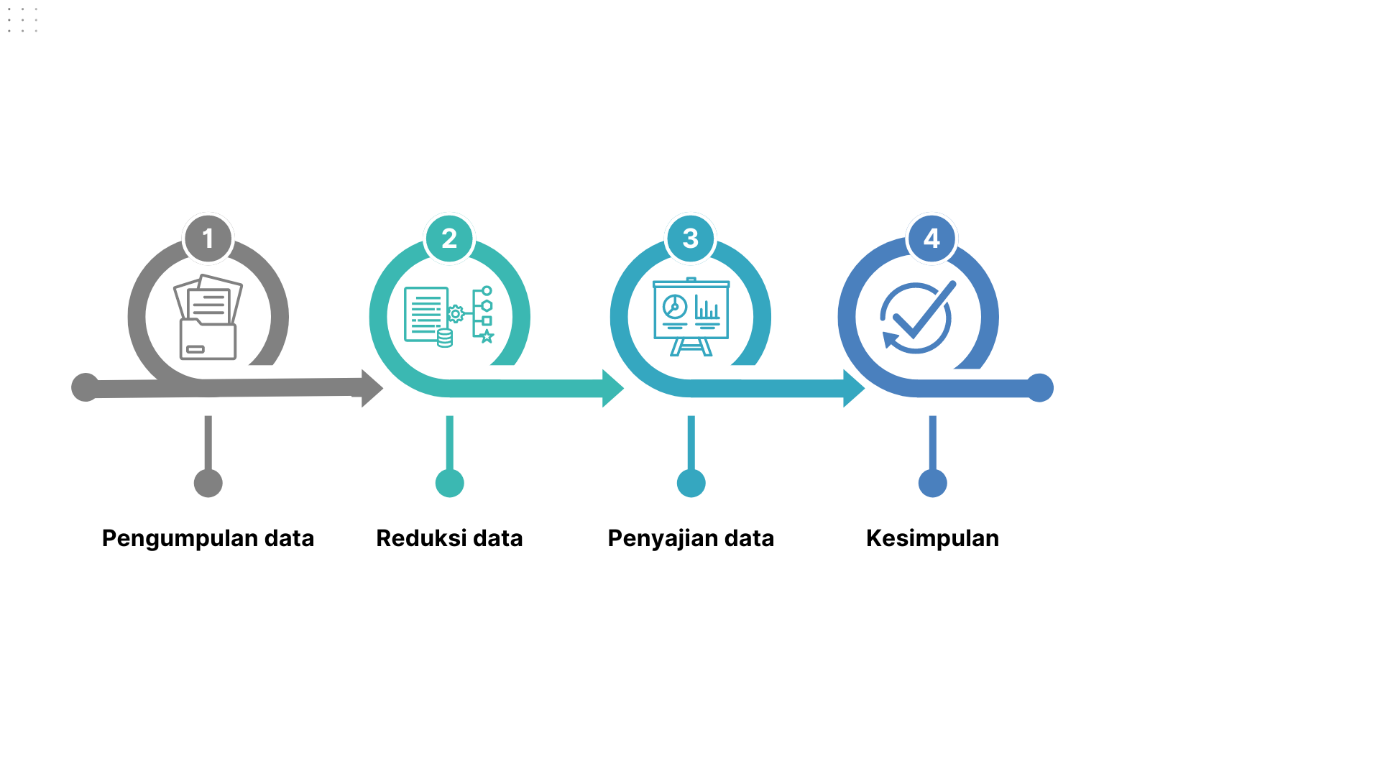 1
2
3
4
Pengumpulan data
Reduksi data
Penyajian data
Kesimpulan